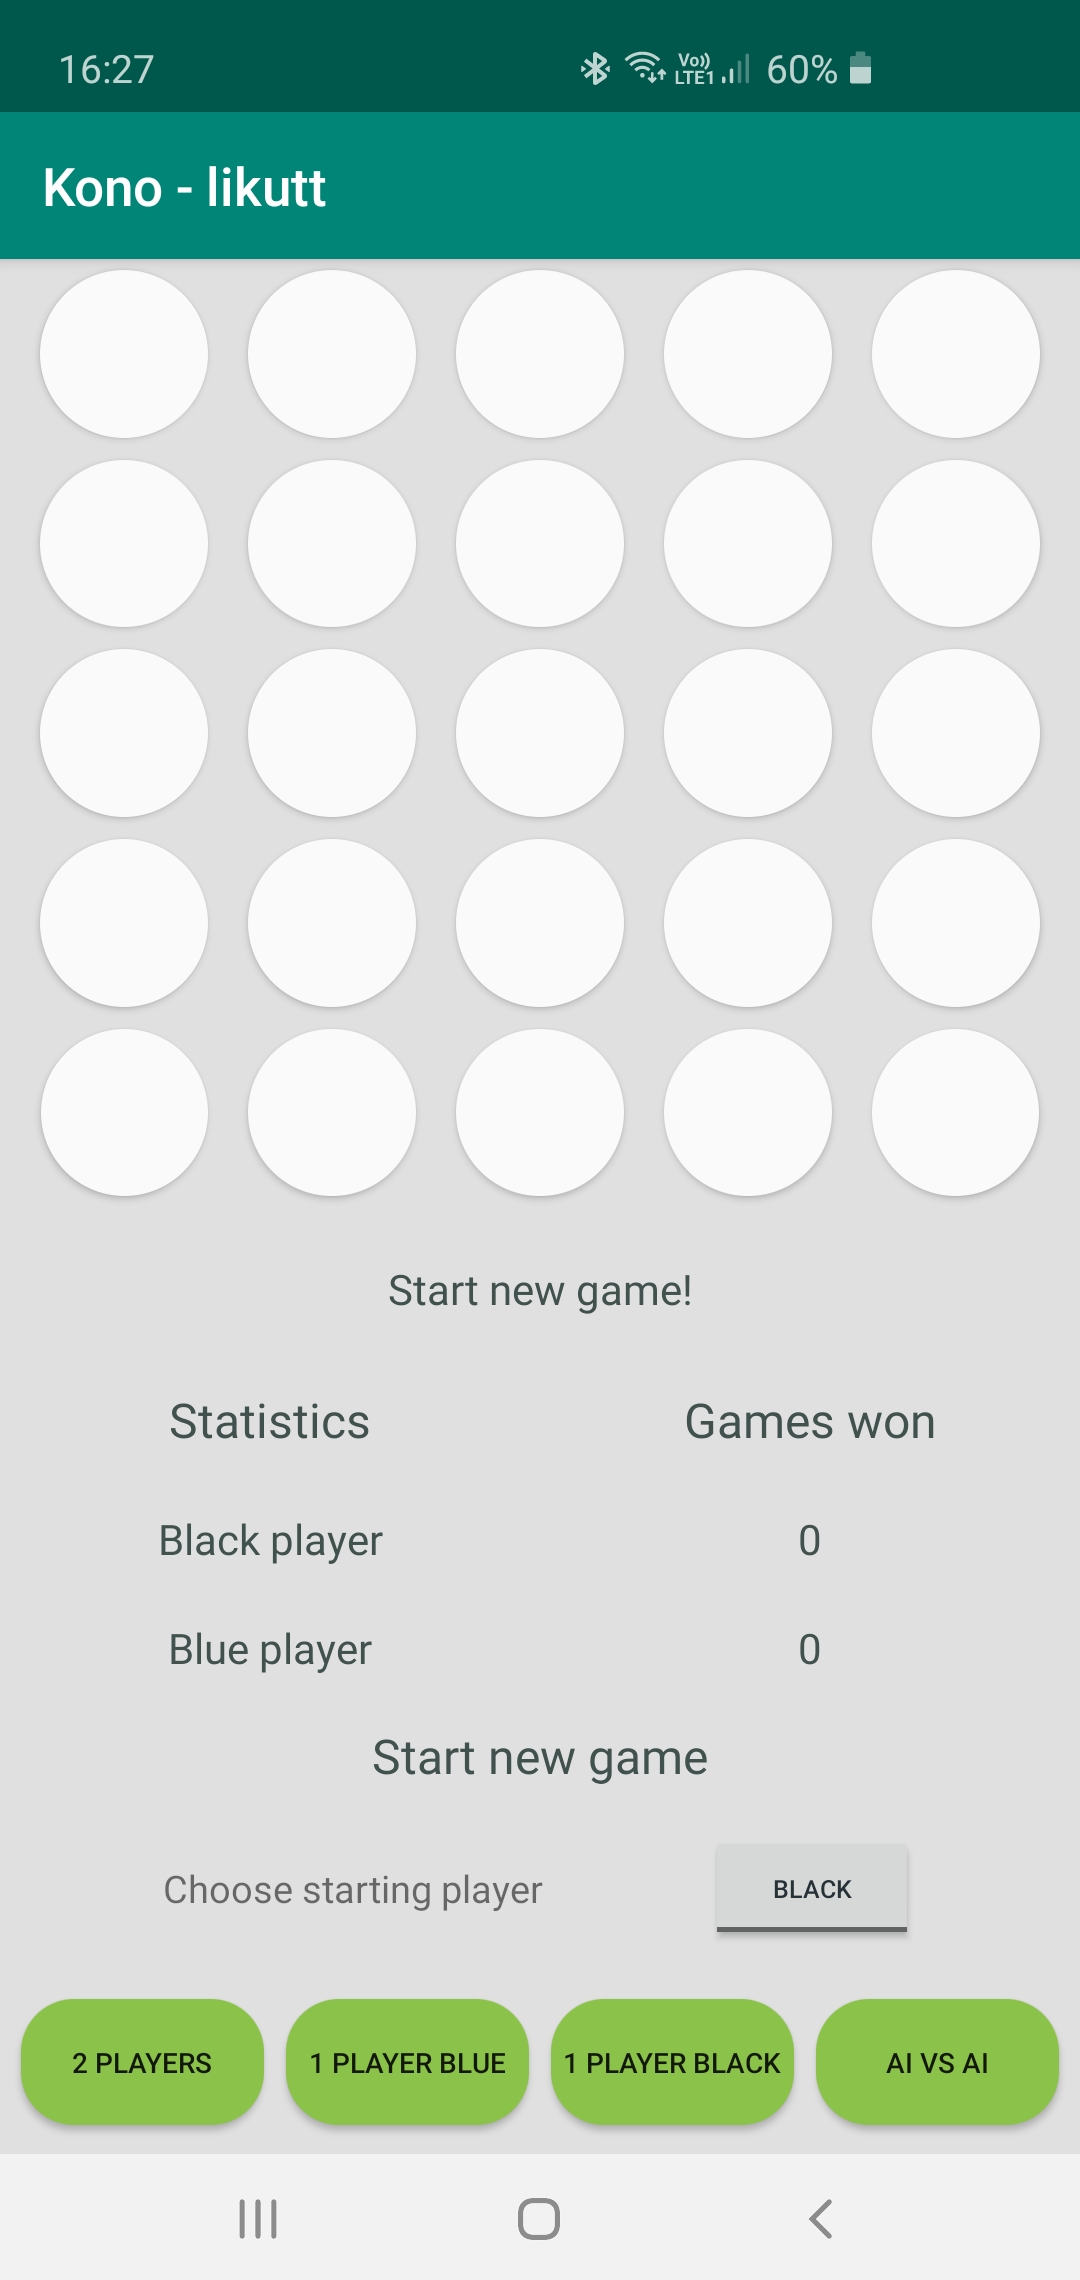 16:27 Vo)) LTE1 60%
Kono - likutt
Start new game!
Statistics Games won
Black player 0
Blue player 0
Start new game
Choose starting player BLACK
2 PLAYERS 1 PLAYER BLUE 1 PLAYER BLACK AI VS AI